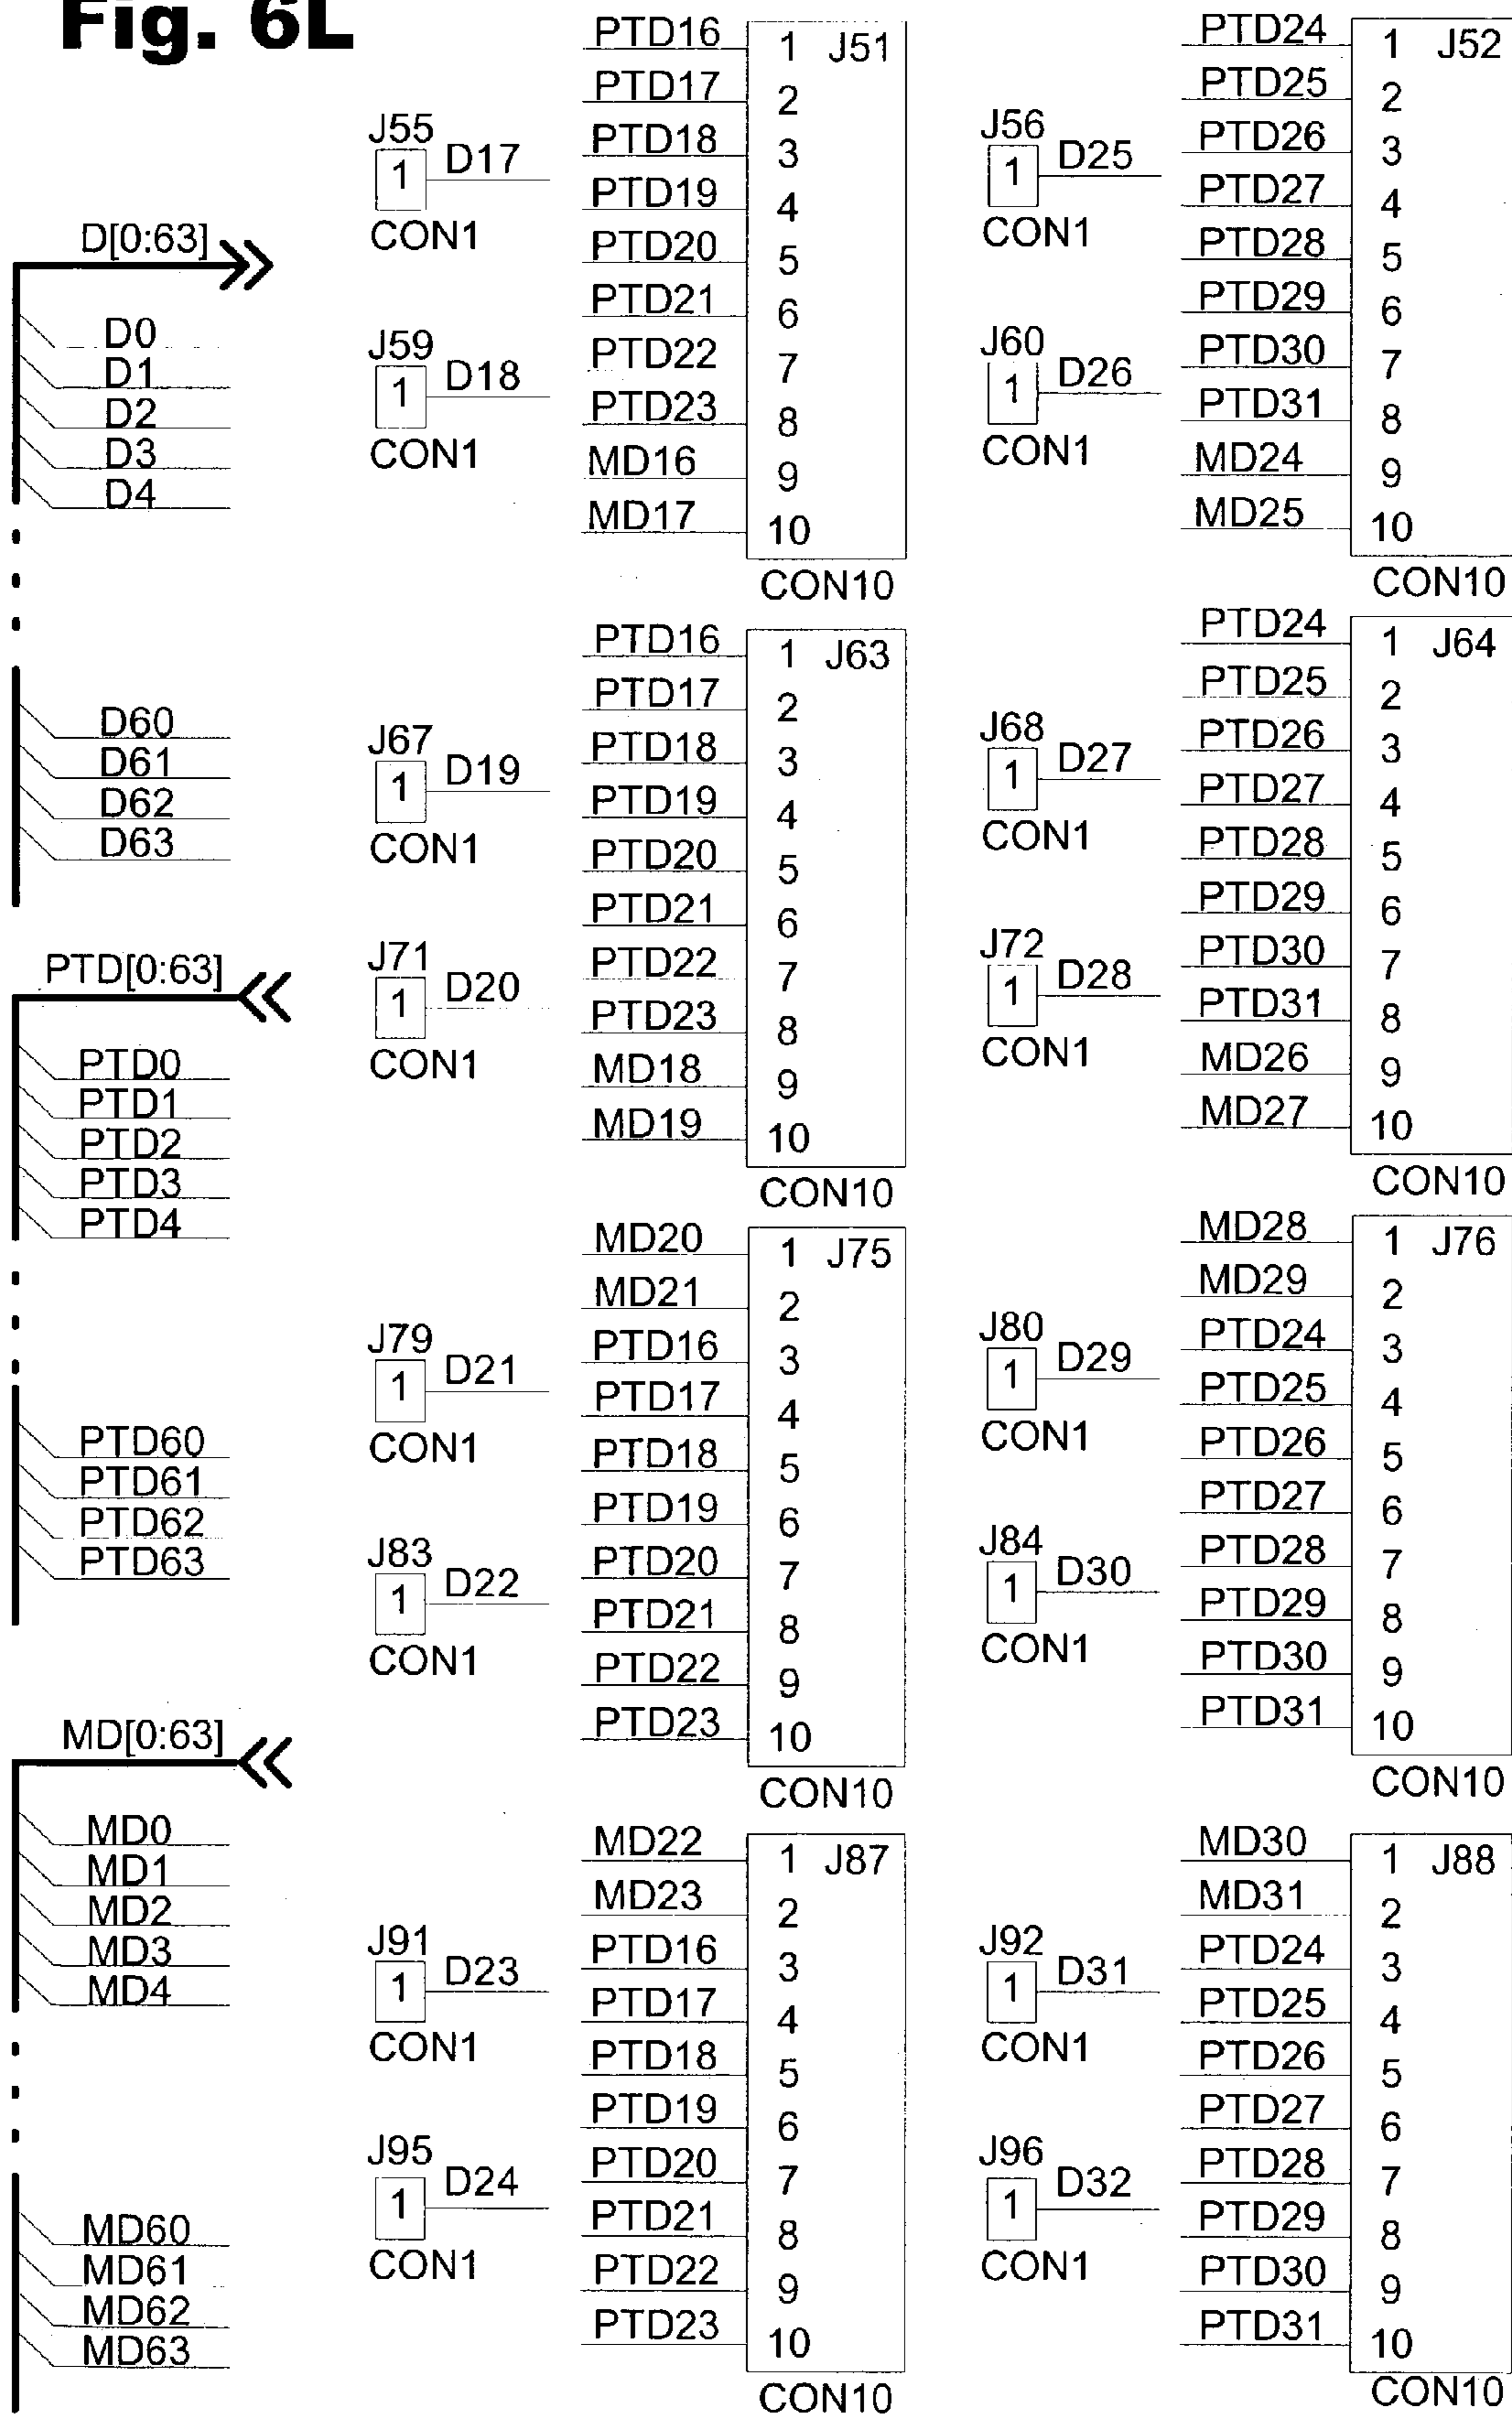 Fig. 6L
D[0:63]
D0
D1
D2
D3
D4
D60
D61
D62
D63
PTD[0:63]
PTD0
PTD1
PTD2
PTD3
PTD4
PTD60
PTD61
PTD62
PTD63
MD[0:63]
MD0
MD1
MD2
MD3
MD4
MD60
MD61
MD62
MD63
J55
1 D17
CON1
J59
1 D18
CON1
J67
1 D19
CON1
J71
1 D20
CON1
J79
1 D21
CON1
J83
1 D22
CON1
J91
1 D23
CON1
J95
1 D24
CON1
PTD16 1 J51
PTD17 2
PTD18 3
PTD19 4
PTD20 5
PTD21 6
PTD22 7
PTD23 8
MD16 9
MD17 10
CON10
PTD16 1 J63
PTD17 2
PTD18 3
PTD19 4
PTD20 5
PTD21 6
PTD22 7
PTD23 8
MD18 9
MD19 10
CON10
MD20 1 J75
MD21 2
PTD16 3
PTD17 4
PTD18 5
PTD19 6
PTD20 7
PTD21 8
PTD22 9
PTD23 10
CON10
MD22 1 J87
MD23 2
PTD16 3
PTD17 4
PTD18 5
PTD19 6
PTD20 7
PTD21 8
PTD22 9
PTD23 10
CON10
J56
1 D25
CON1
J60
1 D26
CON1
J68
1 D27
CON1
J72
1 D28
CON1
J80
1 D29
CON1
J84
1 D30
CON1
J92
1 D31
CON1
J96
1 D32
CON1
PTD24 1 J52
PTD25 2
PTD26 3
PTD27 4
PTD28 5
PTD29 6
PTD30 7
PTD31 8
MD24 9
MD25 10
CON10
PTD24 1 J64
PTD25 2
PTD26 3
PTD27 4
PTD28 5
PTD29 6
PTD30 7
PTD31 8
MD26 9
MD27 10
CON10
MD28 1 J76
MD29 2
PTD24 3
PTD25 4
PTD26 5
PTD27 6
PTD28 7
PTD29 8
PTD30 9
PTD31 10
CON10
MD30 1 J88
MD31 2
PTD24 3
PTD25 4
PTD26 5
PTD27 6
PTD28 7
PTD29 8
PTD30 9
PTD31 10
CON10